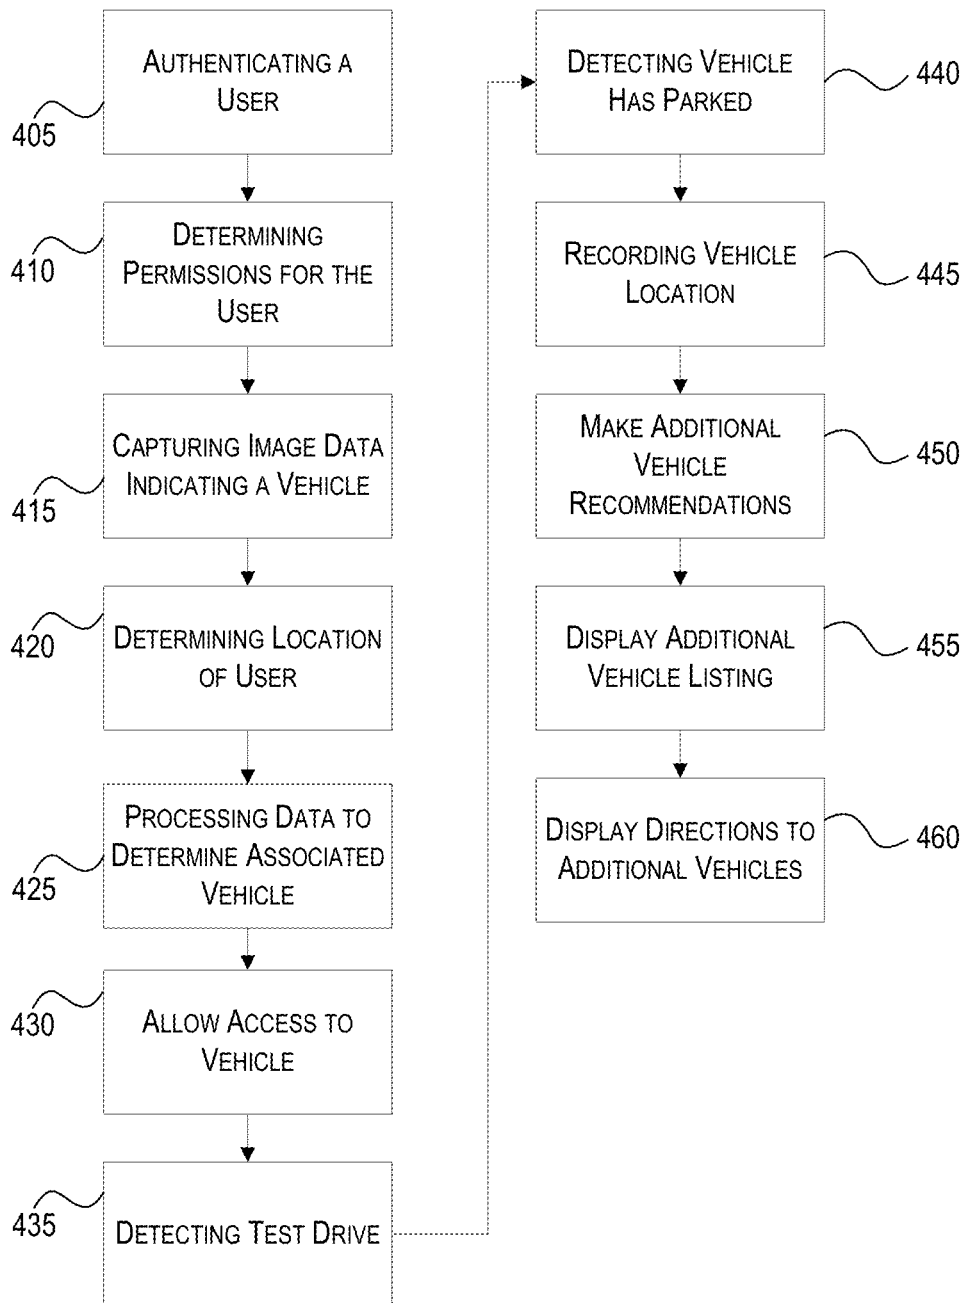 AUTHENTICATING A
USER
405
DETERMINING
PERMISSIONS FOR THE
USER
410
CAPTURING IMAGE DATA
INDICATING A VEHICLE
415
DETERMINING LOCATION
OF USER
420
PROCESSING DATA TO
DETERMINE ASSOCIATED
VEHICLE
425
ALLOW ACCESS TO
VEHICLE
430
DETECTING TEST DRIVE
435
DETECTING VEHICLE
HAS PARKED
440
RECORDING VEHICLE
LOCATION
445
MAKE ADDITIONAL
VEHICLE
RECOMMENDATIONS
450
DISPLAY ADDITIONAL
VEHICLE LISTING
455
DISPLAY DIRECTIONS TO
ADDITIONAL VEHICLES
460